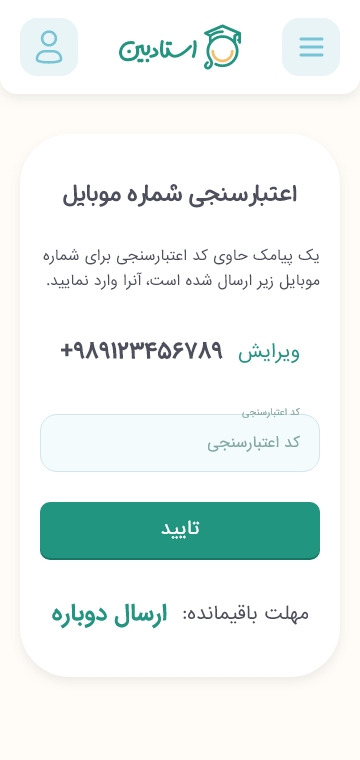 استادبین
اعتبارسنجی شماره موبایل
یک پیامک حاوی کد اعتبارسنجی برای شماره
موبایل زیر ارسال شده است، آنرا وارد نمایید.
ویرایش +۹۸۹۱۲۳۴۵۶۷۸۹
کد اعتبارسنجی
کد اعتبارسنجی
تایید
مهلت باقیمانده: ارسال دوباره